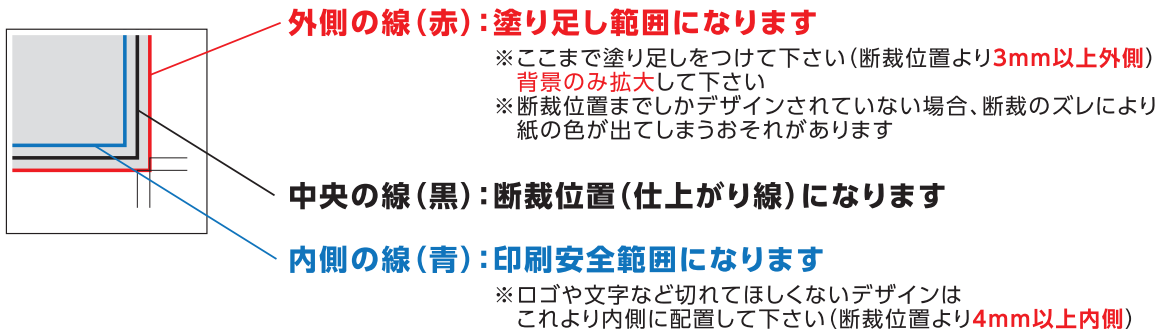 外側の線（赤）：塗り足し範囲になります
※ここまで塗り足しをつけて下さい（断裁位置より3mm以上外側）
背景のみ拡大して下さい
※断裁位置までしかデザインされていない場合、断裁のズレにより
紙の色が出てしまうおそれがあります
中央の線（黒）：断裁位置（仕上がり線）になります
内側の線（青）：印刷安全範囲になります
※ロゴや文字など切れてほしくないデザインは
これより内側に配置して下さい（断裁位置より4mm以上内側）